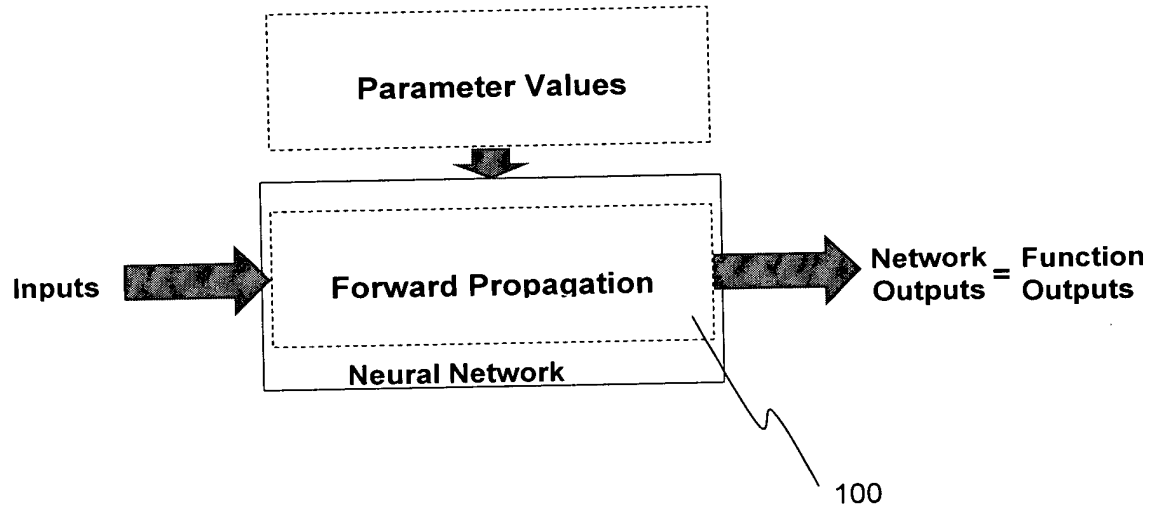 Parameter Values
Inputs
Forward Propagation
Network = Function
Outputs Outputs
Neural Network
100